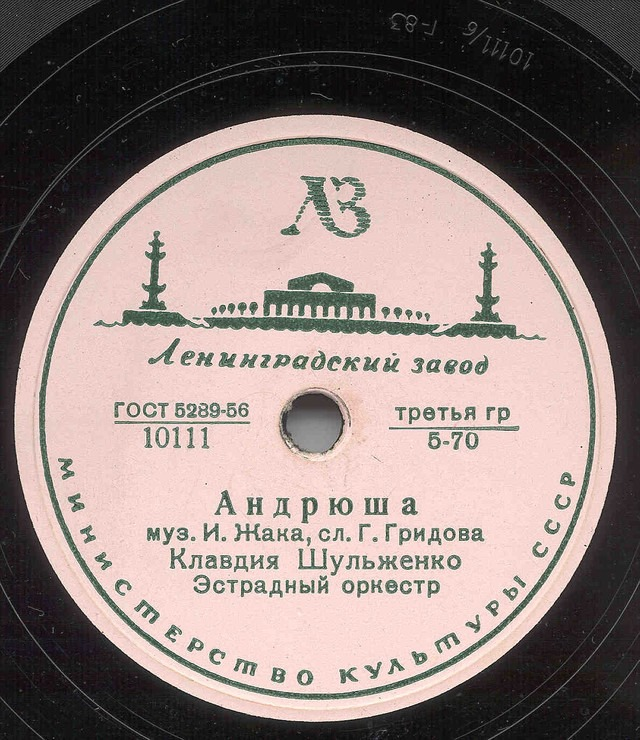 10111/6 Г-83
ЛЗ
Ленинградский завод
ГОСТ 5289-56
10111
третья гр
5-70
Андрюша
муз. И. Жака, сл. Г. Гридова
Клавдия Шульженко
Эстрадный оркестр
МИНИСТЕРСТВО КУЛЬТУРЫ СССР